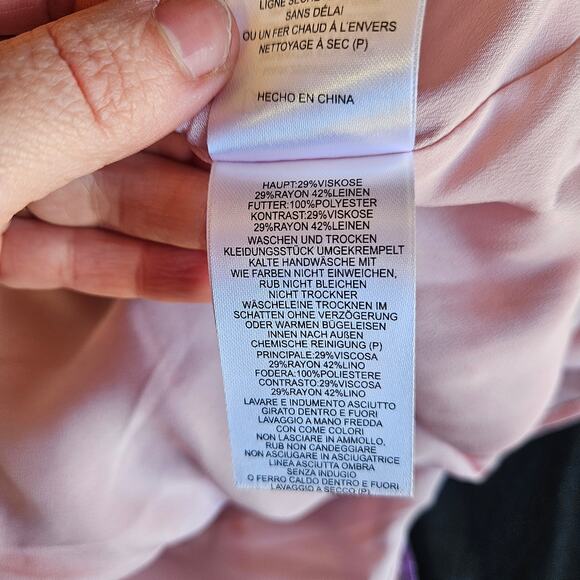 LIGNE SÉCHÉ
SANS DÉLAI
OU UN FER CHAUD À L'ENVERS
NETTOYAGE À SEC (P)
HECHO EN CHINA
HAUPT:29%VISKOSE
29%RAYON 42%LEINEN
FUTTER:100%POLYESTER
KONTRAST:29%VISKOSE
29%RAYON 42%LEINEN
WASCHEN UND TROCKEN
KLEIDUNGSSTÜCK UMGEKREMPELT
KALTE HANDWÄSCHE MIT
WIE FARBEN NICHT EINWEICHEN,
RUB NICHT BLEICHEN
NICHT TROCKNER
WÄSCHELEINE TROCKNEN IM
SCHATTEN OHNE VERZÖGERUNG
ODER WARMEN BÜGELEISEN
INNEN NACH AUßEN
CHEMISCHE REINIGUNG (P)
PRINCIPALE:29%VISCOSA
29%RAYON 42%LINO
FODERA:100%POLIESTERE
CONTRASTO:29%VISCOSA
29%RAYON 42%LINO
LAVARE E INDUMENTO ASCIUTTO
GIRATO DENTRO E FUORI
LAVAGGIO A MANO FREDDA
CON COME COLORI
NON LASCIARE IN AMMOLLO,
RUB NON CANDEGGIARE
NON ASCIUGARE IN ASCIUGATRICE
LINEA ASCIUTTA OMBRA
SENZA INDUGIO
O FERRO CALDO DENTRO E FUORI
LAVAGGIO A SECCO (P)